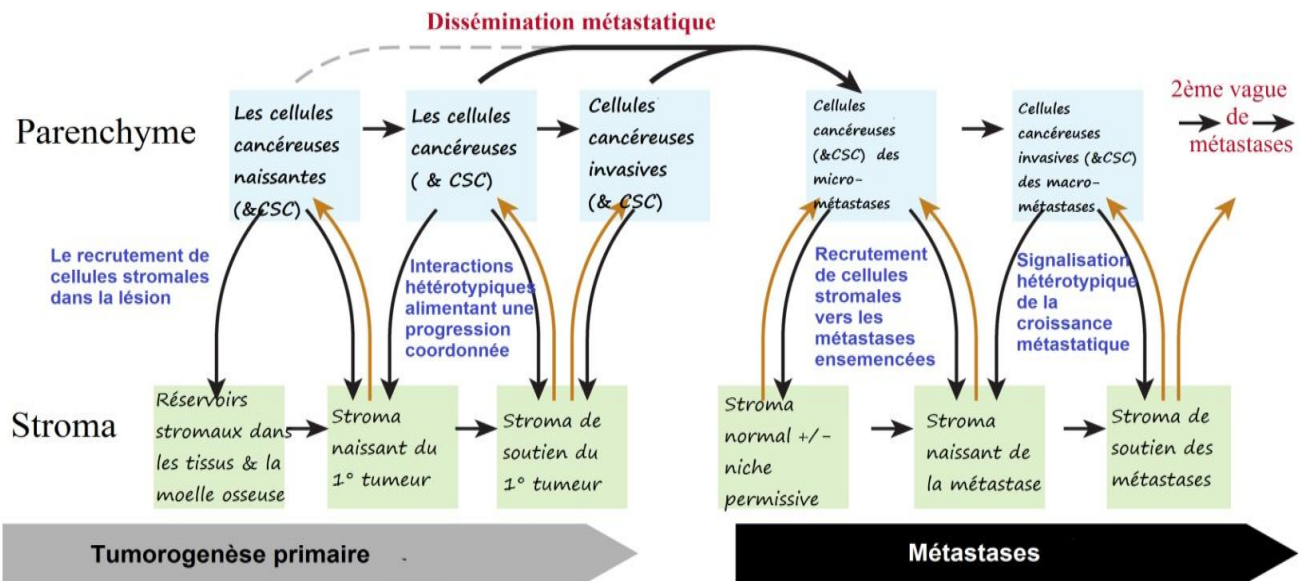 Dissémination métastatique
Parenchyme
Les cellules
cancéreuses
naissantes
(&CSC)
Les cellules
cancéreuses
( & CSC)
Cellules
cancéreuses
invasives
(& CSC)
Cellules
cancéreuses
(&CSC) des
micro-
métastases
Cellules
cancéreuses
invasives (&CSC)
des macro-
métastases
2ème vague
de
métastases
Le recrutement de
cellules stromales
dans la lésion
Interactions
hétérotypiques
alimentant une
progression
coordonnée
Recrutement
de cellules
stromales
vers les
métastases
ensemencées
Signalisation
hétérotypique
de la
croissance
métastatique
Stroma
Réservoirs
stromaux dans
les tissus & la
moelle osseuse
Stroma
naissant du
1° tumeur
Stroma de
soutien du
1° tumeur
Stroma
normal +/-
niche
permissive
Stroma
naissant de
la métastase
Stroma de
soutien des
métastases
Tumorogenèse primaire
Métastases